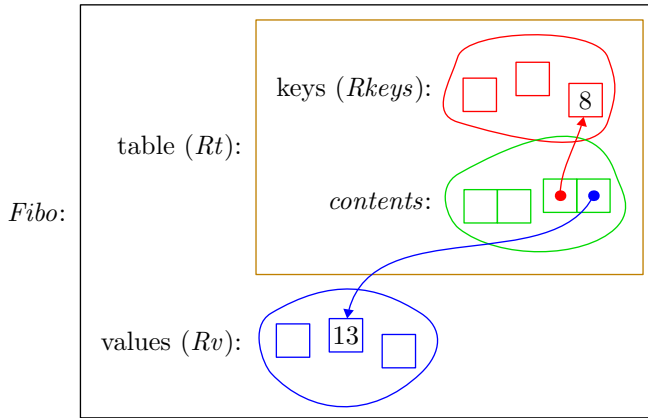 keys (Rkeys):
8
table (Rt):
contents:
Fibo:
values (Rv):
13